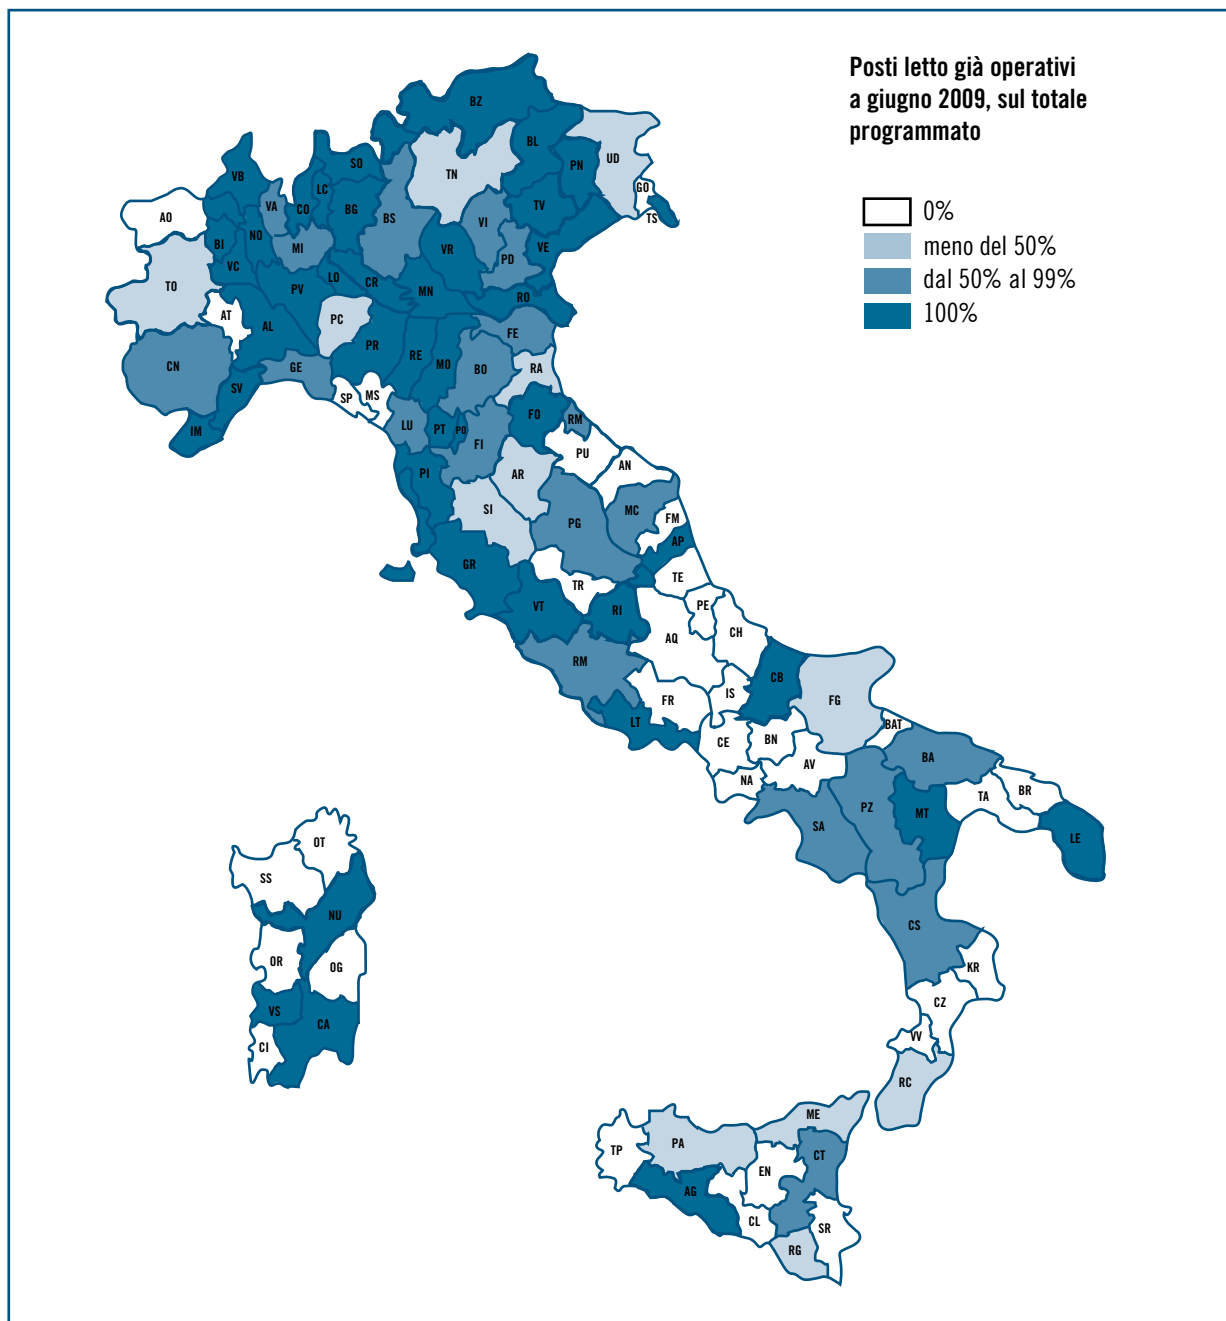 Posti letto già operativi
a giugno 2009, sul totale
programmato
0%
meno del 50%
dal 50% al 99%
100%
BZ
BL
SO
PN
UD
TN
VB
LC
GO
CO
BG
VA
TV
AO
BS
VI
TS
NO
BI
MI
VR
VE
PD
VC
LO
CR
TO
PV
MN
RO
AT
AL
PC
FE
PR
RE
MO
CN
GE
BO
RA
SV
SP
MS
FO
RM
LU
PT
PO
IM
FI
PU
AN
PI
AR
SI
MC
PG
FM
AP
GR
TE
TR
PE
VT
RI
CH
AQ
RM
CB
IS
FR
FG
LT
BAT
CE
BN
BA
AV
NA
BR
TA
PZ
MT
SA
LE
OT
SS
NU
CS
OR
OG
KR
CZ
VS
CA
VV
CI
RC
ME
PA
TP
CT
EN
AG
CL
SR
RG